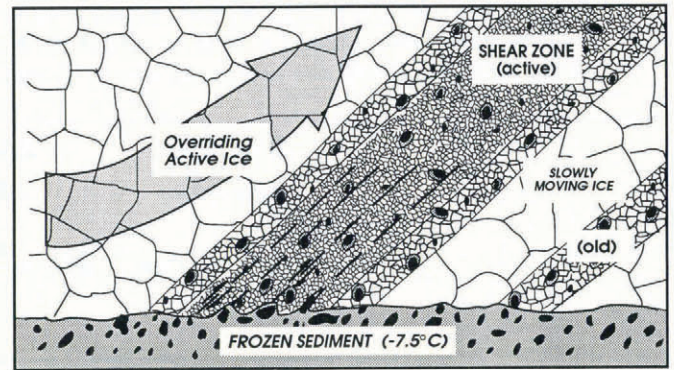 SHEAR ZONE
(active)
Overriding
Active Ice
SLOWLY
MOVING ICE
(old)
FROZEN SEDIMENT (-7.5°C)